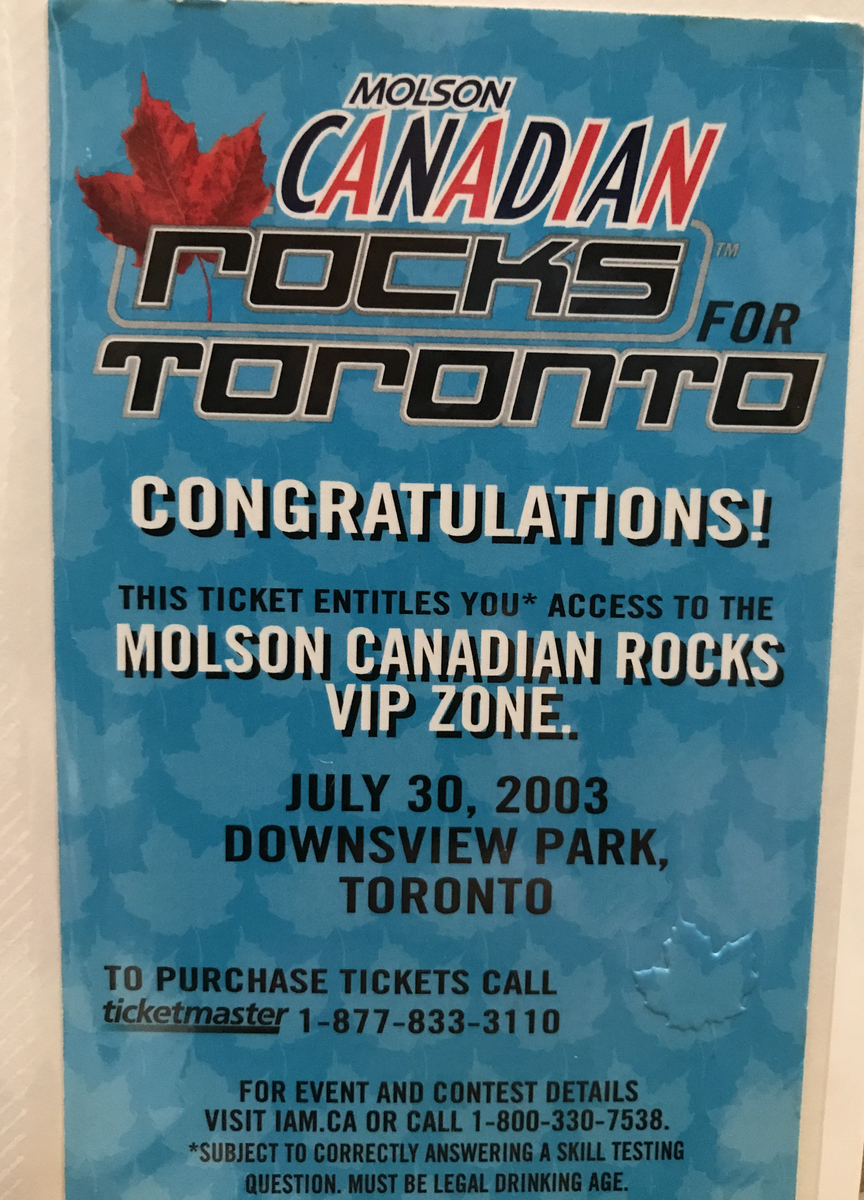 MOLSON
CANADIAN
ROCKS™
FOR
TORONTO
CONGRATULATIONS!
THIS TICKET ENTITLES YOU* ACCESS TO THE
MOLSON CANADIAN ROCKS
VIP ZONE.
JULY 30, 2003
DOWNSVIEW PARK,
TORONTO
TO PURCHASE TICKETS CALL
ticketmaster 1-877-833-3110
FOR EVENT AND CONTEST DETAILS
VISIT IAM.CA OR CALL 1-800-330-7538.
*SUBJECT TO CORRECTLY ANSWERING A SKILL TESTING
QUESTION. MUST BE LEGAL DRINKING AGE.